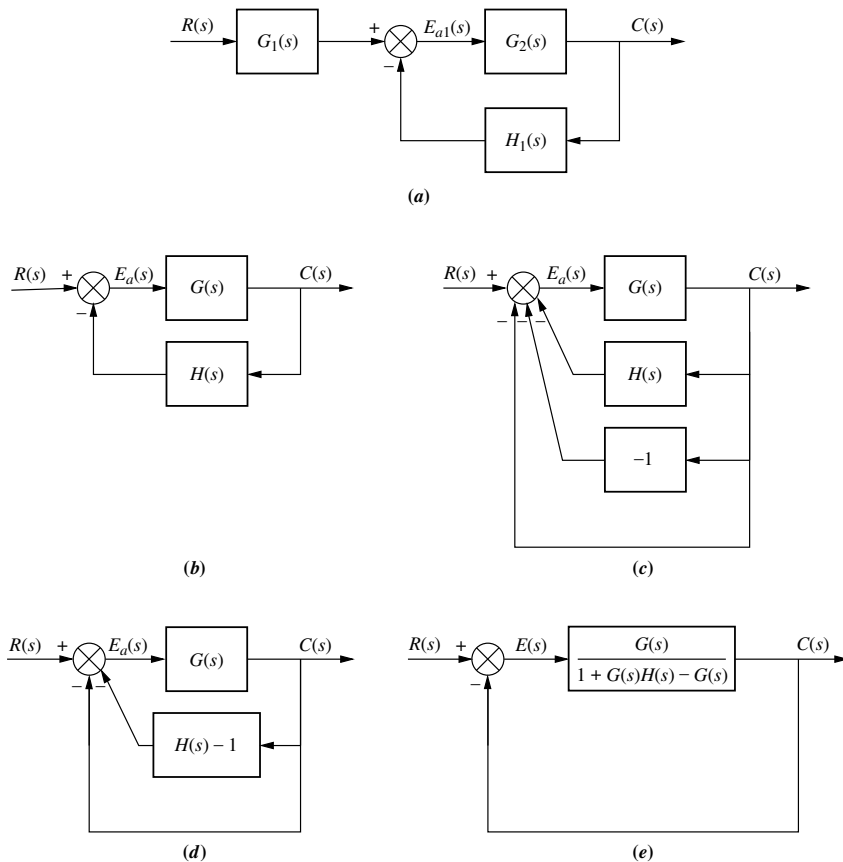 R(s) G₁(s) + − Eₐ₁(s) G₂(s) C(s)
H₁(s)
(a)
R(s) + − Eₐ(s) G(s) C(s)
H(s)
(b)
R(s) + − − − Eₐ(s) G(s) C(s)
H(s)
−1
(c)
R(s) + − − Eₐ(s) G(s) C(s)
H(s) − 1
(d)
R(s) + − E(s) G(s) C(s)
1 + G(s)H(s) − G(s)
(e)